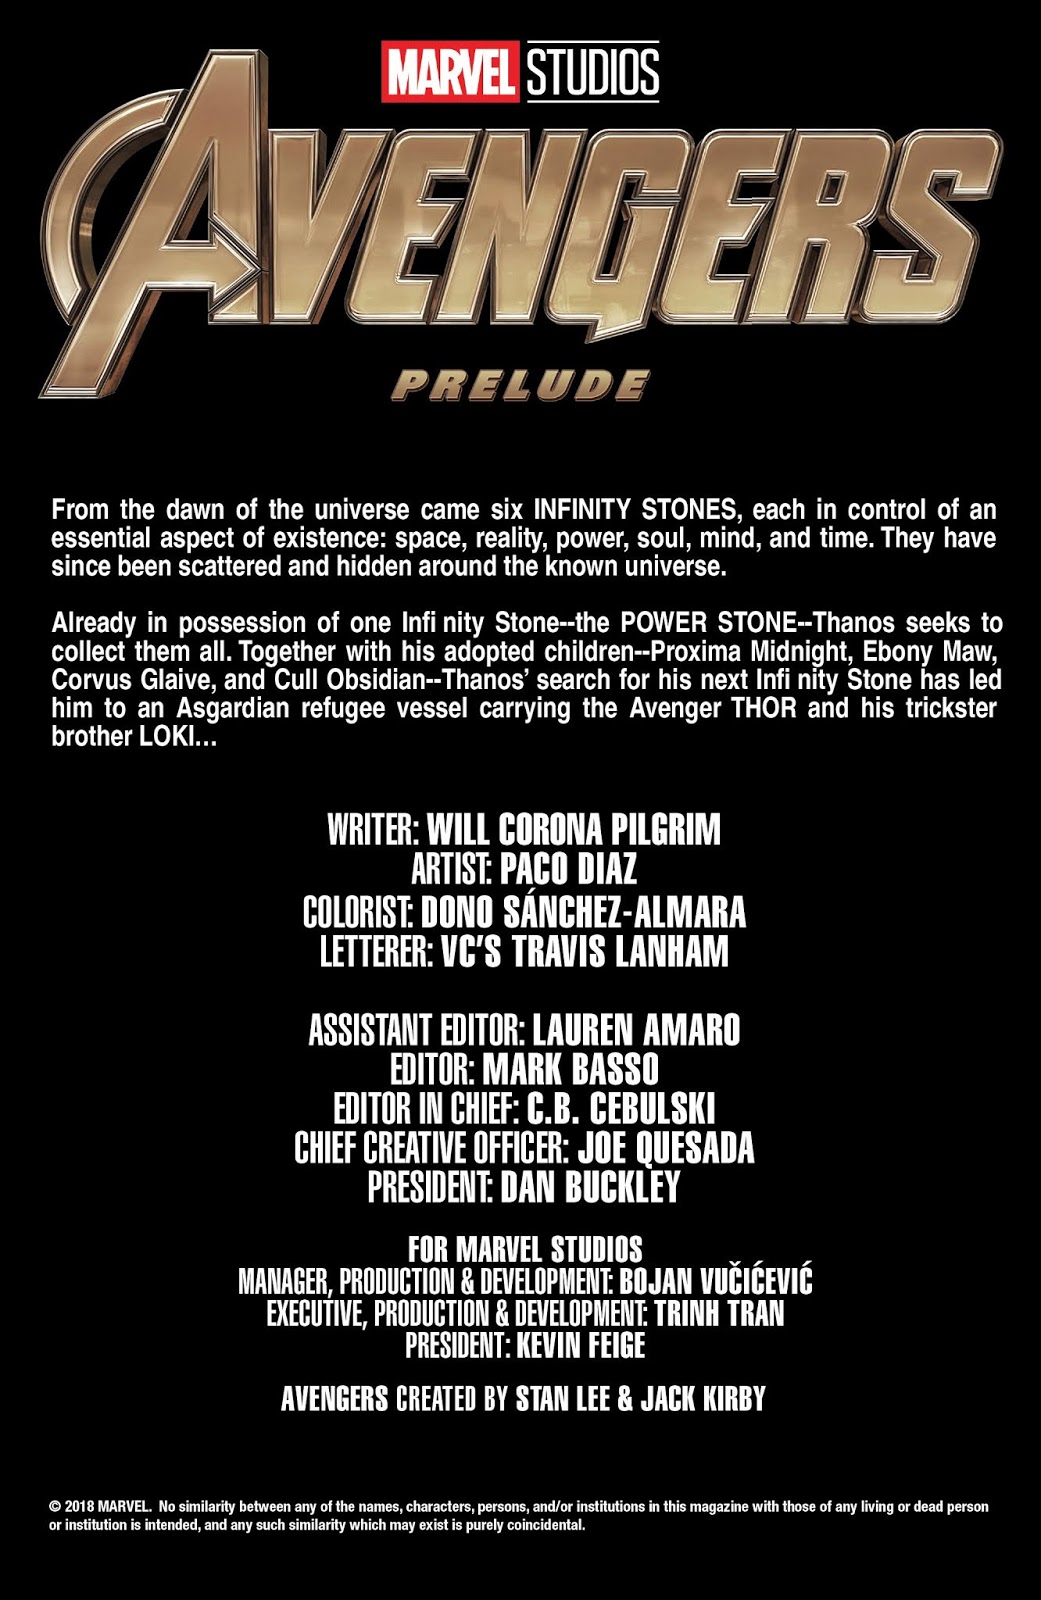 MARVEL STUDIOS
AVENGERS
PRELUDE
From the dawn of the universe came six INFINITY STONES, each in control of an
essential aspect of existence: space, reality, power, soul, mind, and time. They have
since been scattered and hidden around the known universe.
Already in possession of one Infi nity Stone--the POWER STONE--Thanos seeks to
collect them all. Together with his adopted children--Proxima Midnight, Ebony Maw,
Corvus Glaive, and Cull Obsidian--Thanos' search for his next Infi nity Stone has led
him to an Asgardian refugee vessel carrying the Avenger THOR and his trickster
brother LOKI...
WRITER: WILL CORONA PILGRIM
ARTIST: PACO DIAZ
COLORIST: DONO SÁNCHEZ-ALMARA
LETTERER: VC'S TRAVIS LANHAM
ASSISTANT EDITOR: LAUREN AMARO
EDITOR: MARK BASSO
EDITOR IN CHIEF: C.B. CEBULSKI
CHIEF CREATIVE OFFICER: JOE QUESADA
PRESIDENT: DAN BUCKLEY
FOR MARVEL STUDIOS
MANAGER, PRODUCTION & DEVELOPMENT: BOJAN VUČIĆEVIĆ
EXECUTIVE, PRODUCTION & DEVELOPMENT: TRINH TRAN
PRESIDENT: KEVIN FEIGE
AVENGERS CREATED BY STAN LEE & JACK KIRBY
© 2018 MARVEL. No similarity between any of the names, characters, persons, and/or institutions in this magazine with those of any living or dead person
or institution is intended, and any such similarity which may exist is purely coincidental.